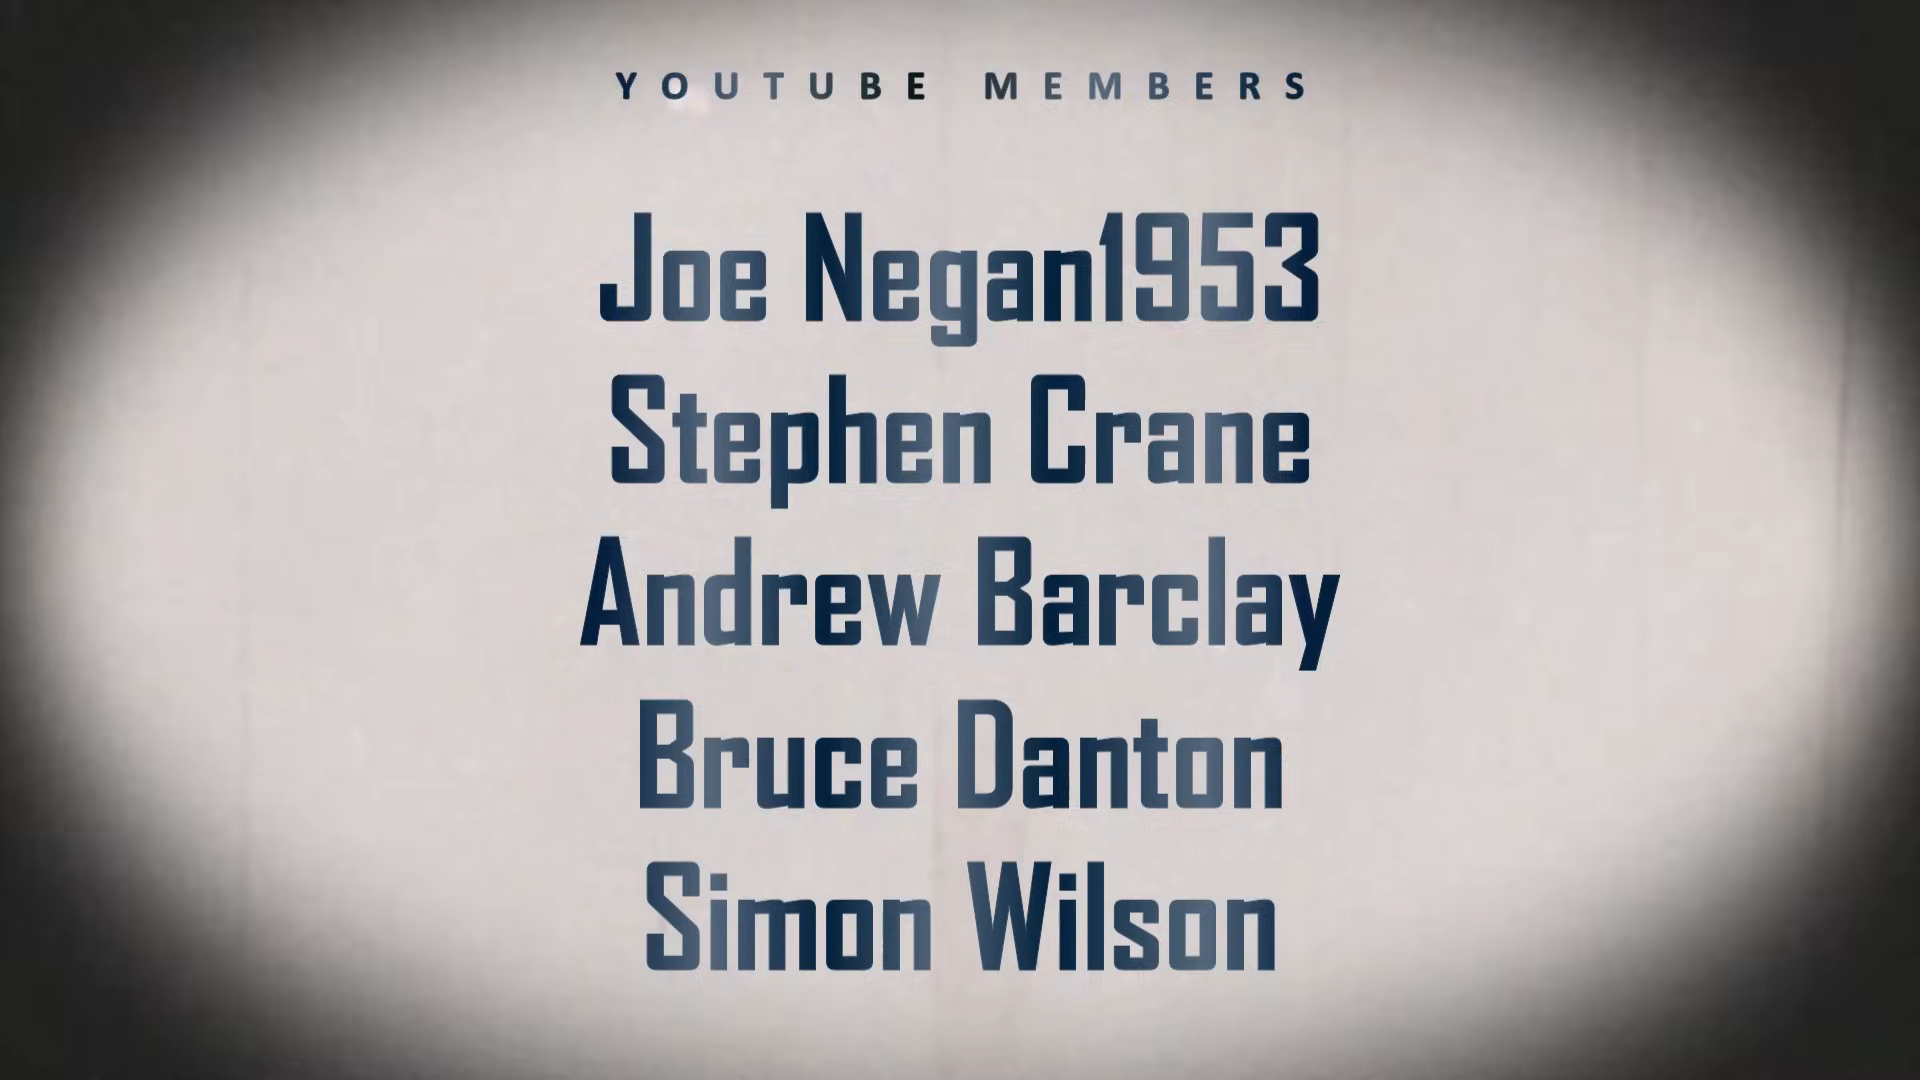 YOUTUBE MEMBERS
Joe Negan1953
Stephen Crane
Andrew Barclay
Bruce Danton
Simon Wilson